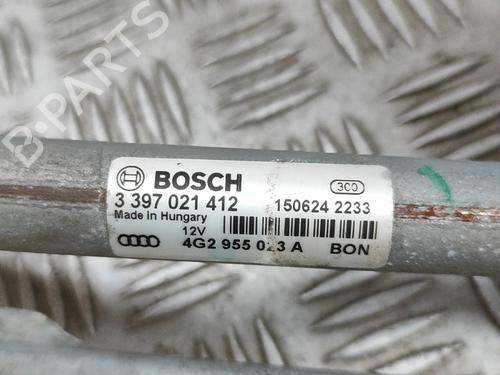 B-PARTS
BOSCH 300
3 397 021 412 150624 2233
Made in Hungary
12V
4G2 955 023 A BON